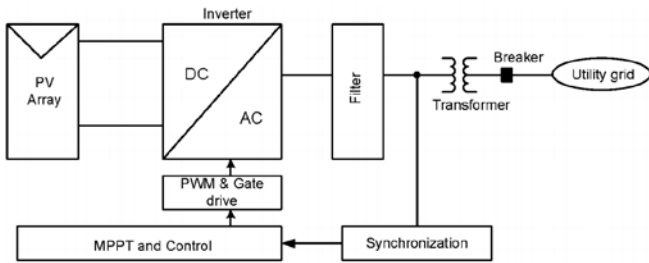 Inverter
PV
Array
DC
AC
Filter
Breaker
Utility grid
Transformer
PWM & Gate
drive
MPPT and Control
Synchronization